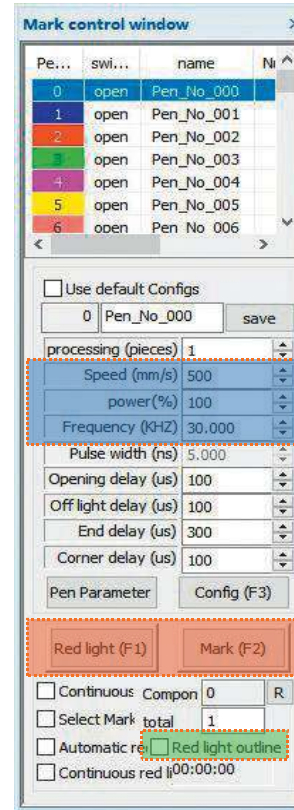 Mark control window
Pe... swi... name
0 open Pen_No_000
1 open Pen_No_001
2 open Pen_No_002
3 open Pen_No_003
4 open Pen_No_004
5 open Pen_No_005
6 open Pen No 006
Use default Configs
0 Pen_No_000 save
processing (pieces) 1
Speed (mm/s) 500
power(%) 100
Frequency (KHZ) 30.000
Pulse width (ns) 5.000
Opening delay (us) 100
Off light delay (us) 100
End delay (us) 300
Corner delay (us) 100
Pen Parameter Config (F3)
Red light (F1) Mark (F2)
Continuous Compon 0 R
Select Mark total 1
Automatic re Red light outline
Continuous red li 00:00:00